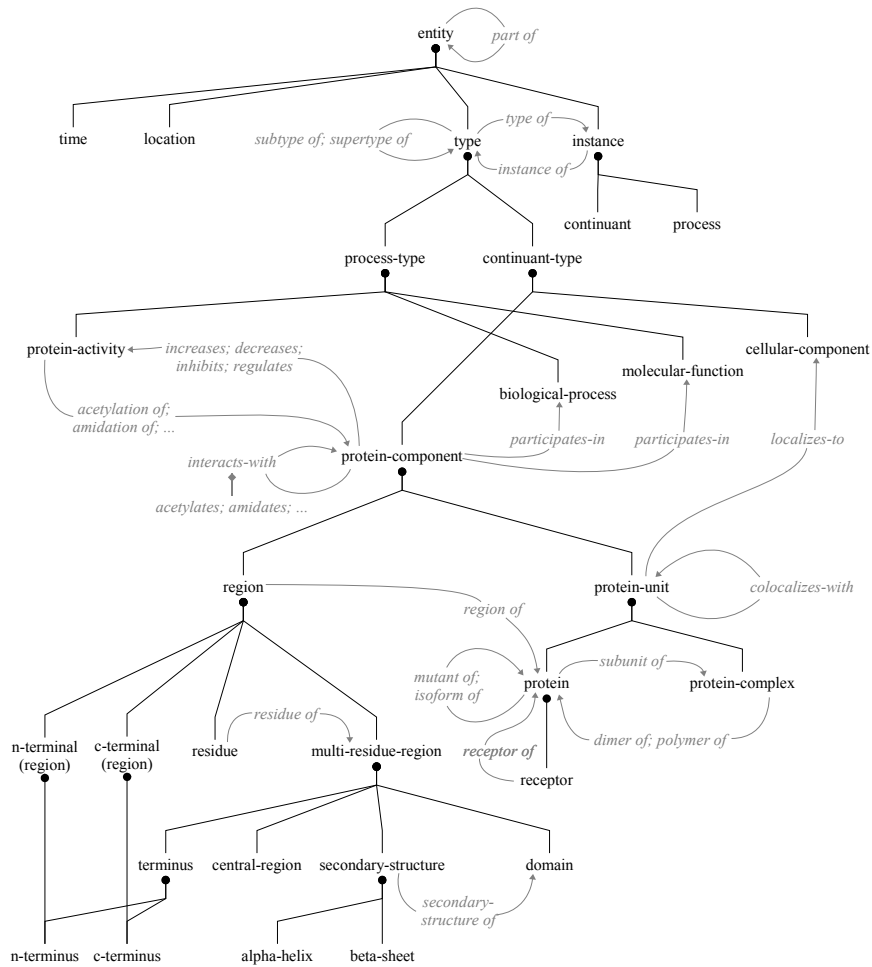 entity
part of
time
location
subtype of; supertype of
type
type of
instance
instance of
continuant
process
process-type
continuant-type
protein-activity
increases; decreases;
inhibits; regulates
cellular-component
molecular-function
biological-process
acetylation of;
amidation of; ...
participates-in
participates-in
localizes-to
interacts-with
protein-component
acetylates; amidates; ...
region
protein-unit
colocalizes-with
region of
mutant of;
isoform of
protein
subunit of
protein-complex
residue of
n-terminal
(region)
c-terminal
(region)
residue
multi-residue-region
receptor of
dimer of; polymer of
receptor
terminus
central-region
secondary-structure
domain
secondary-
structure of
n-terminus
c-terminus
alpha-helix
beta-sheet